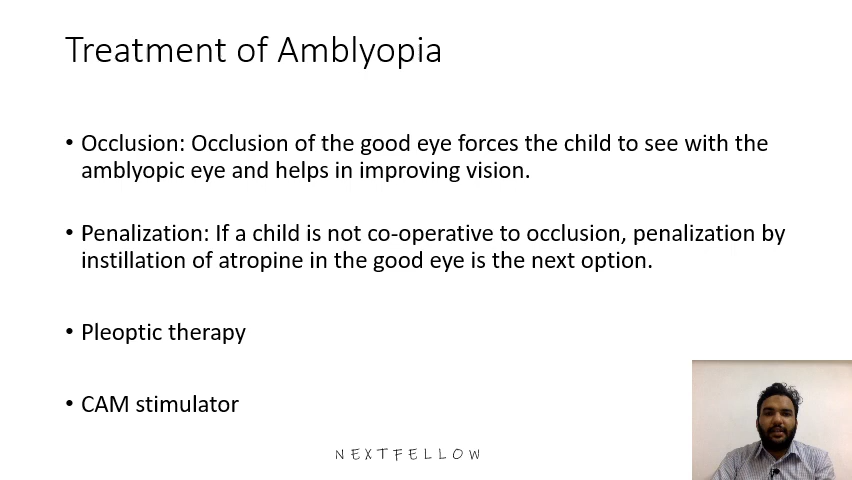 Treatment of Amblyopia
• Occlusion: Occlusion of the good eye forces the child to see with the
amblyopic eye and helps in improving vision.
• Penalization: If a child is not co-operative to occlusion, penalization by
instillation of atropine in the good eye is the next option.
• Pleoptic therapy
• CAM stimulator
NEXTFELLOW